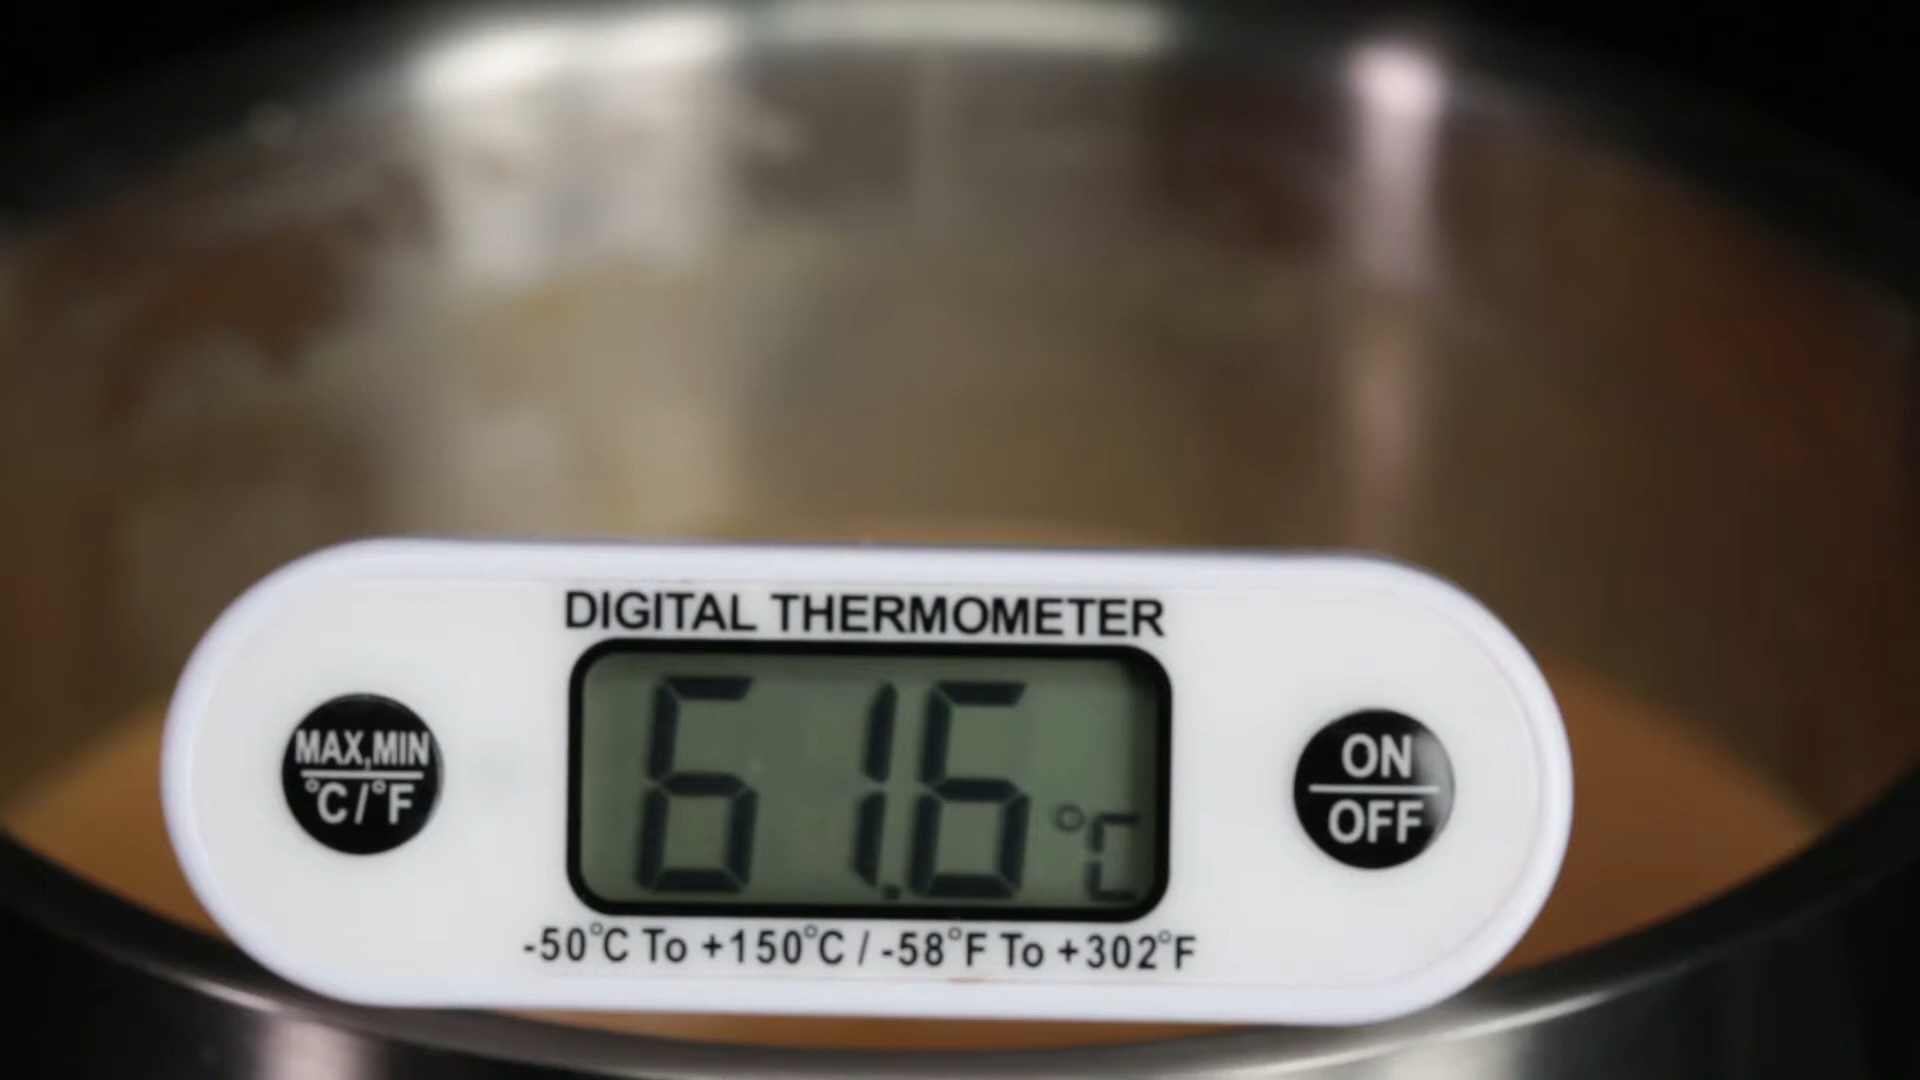 DIGITAL THERMOMETER
MAX,MIN
°C/°F
61.6 °C
ON
OFF
-50°C To +150°C / -58°F To +302°F